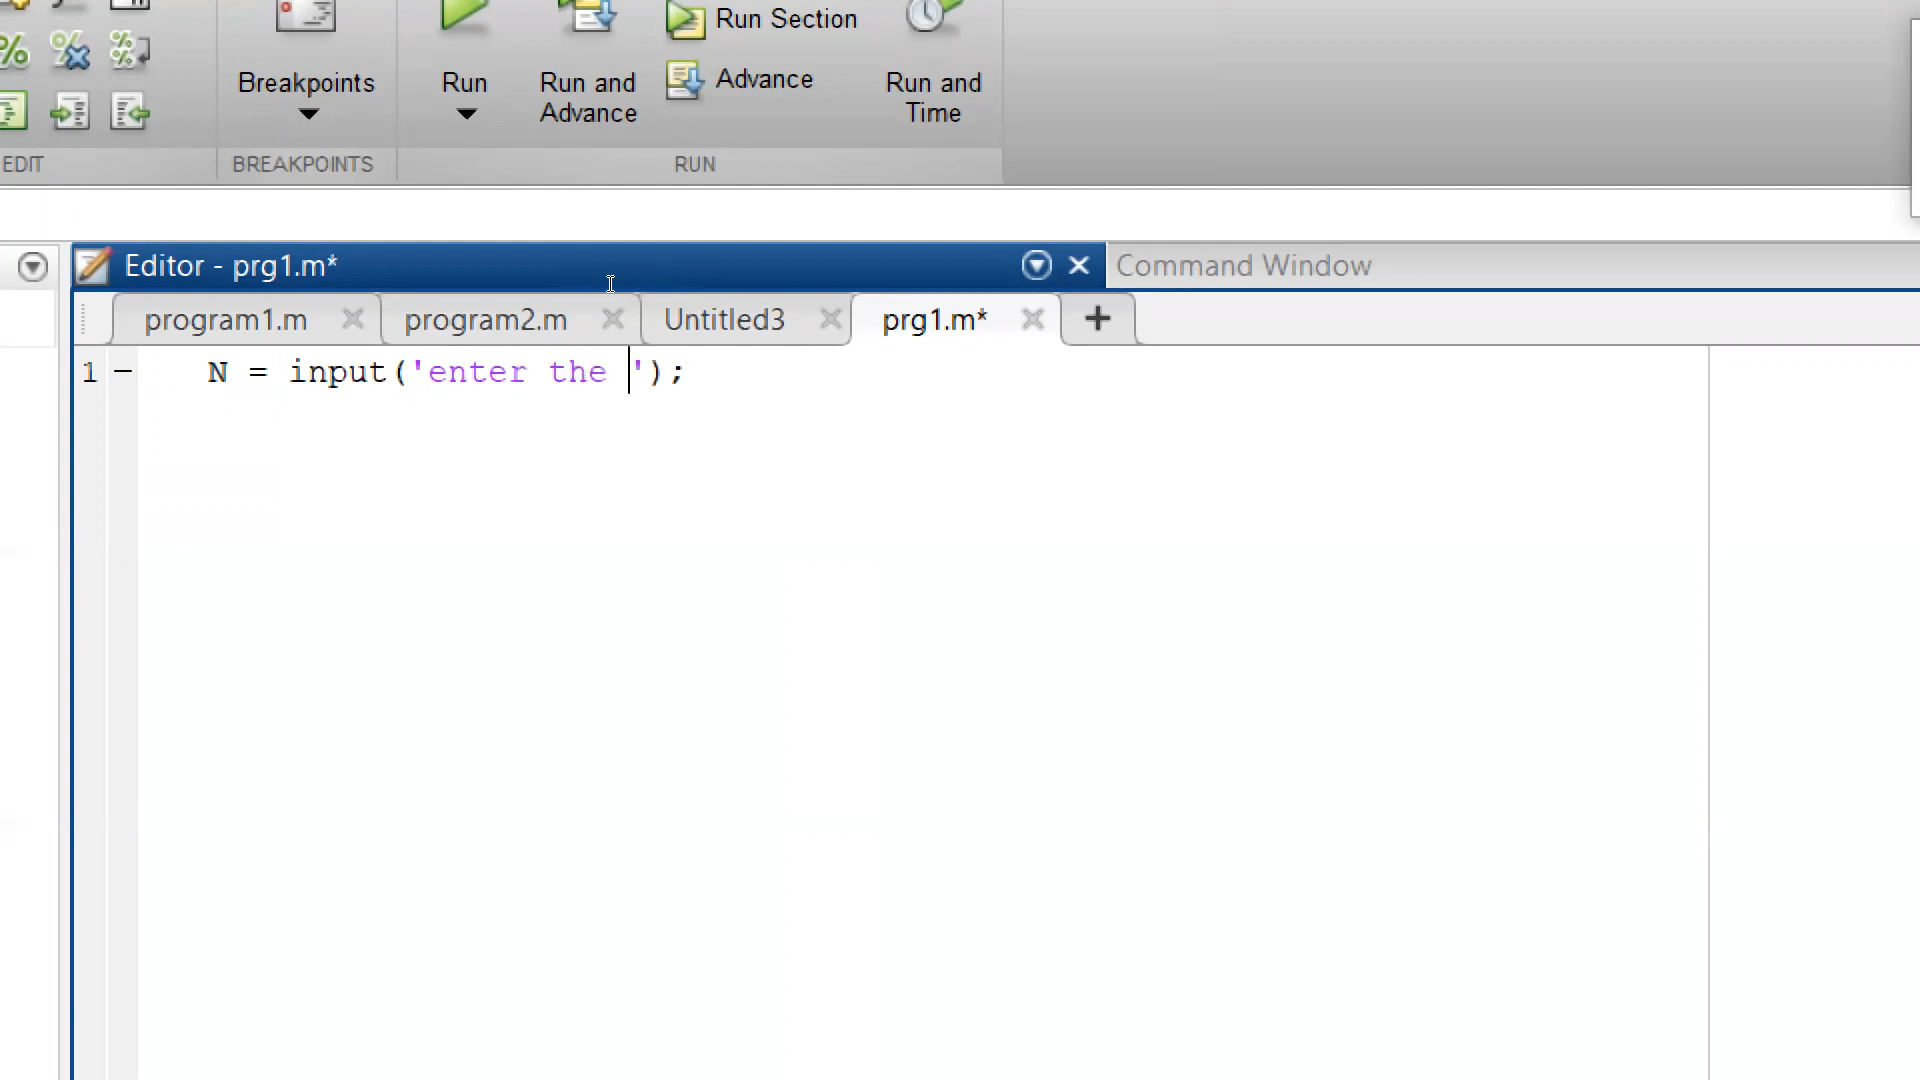 Run Section
Breakpoints
Run
Run and
Advance
Advance
Run and
Time
EDIT
BREAKPOINTS
RUN
Editor - prg1.m*
Command Window
program1.m
program2.m
Untitled3
prg1.m*
1
N = input('enter the ');